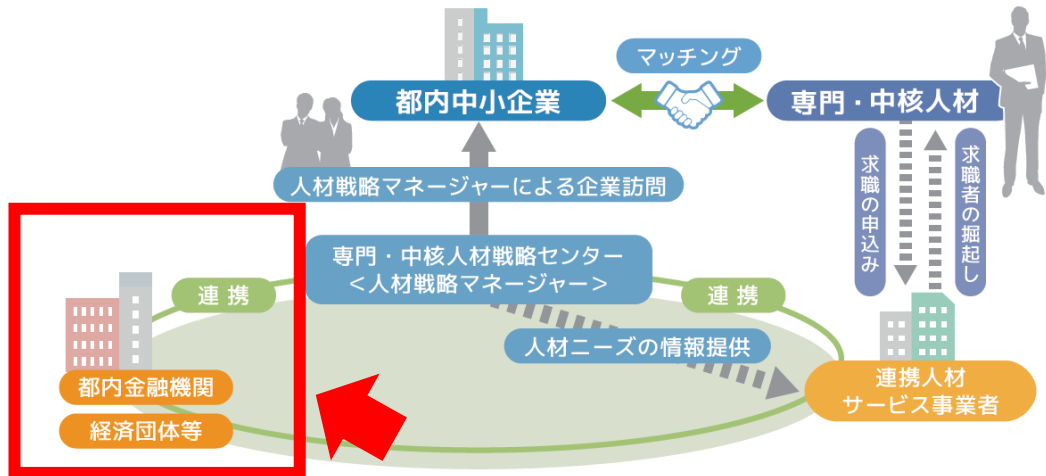 マッチング
都内中小企業
専門・中核人材
求職の申込み
求職者の掘起し
人材戦略マネージャーによる企業訪問
専門・中核人材戦略センター
＜人材戦略マネージャー＞
連携
連携
人材ニーズの情報提供
都内金融機関
経済団体等
連携人材
サービス事業者